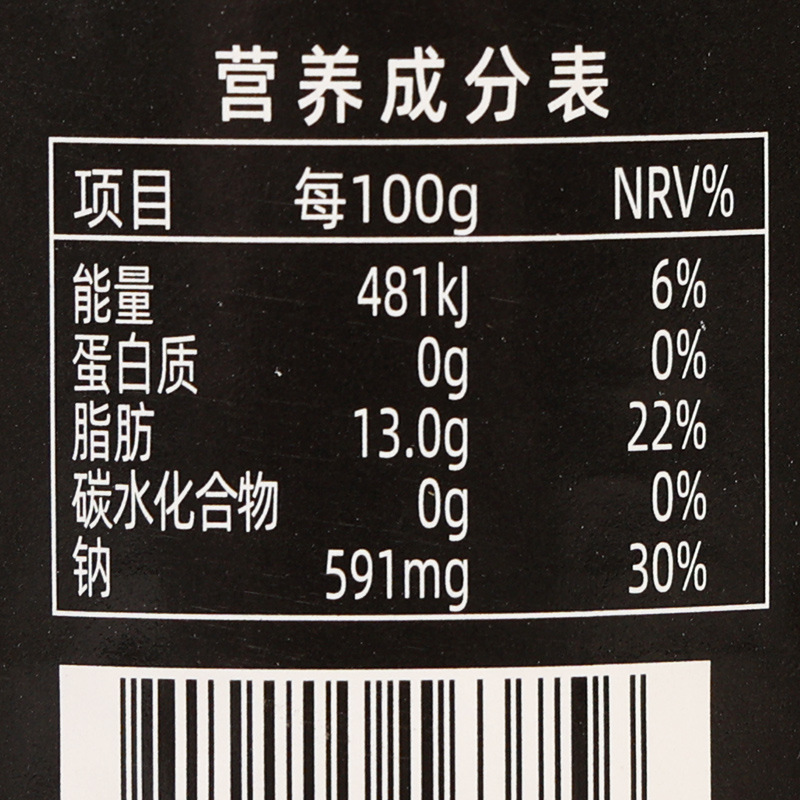 营养成分表
项目 每100g NRV%
能量 481kJ 6%
蛋白质 0g 0%
脂肪 13.0g 22%
碳水化合物 0g 0%
钠 591mg 30%